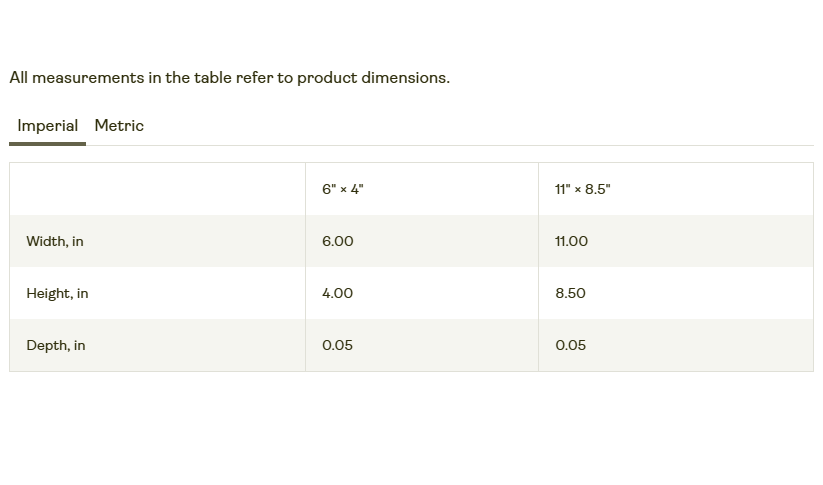 All measurements in the table refer to product dimensions.
Imperial Metric
6" × 4" 11" × 8.5"
Width, in 6.00 11.00
Height, in 4.00 8.50
Depth, in 0.05 0.05